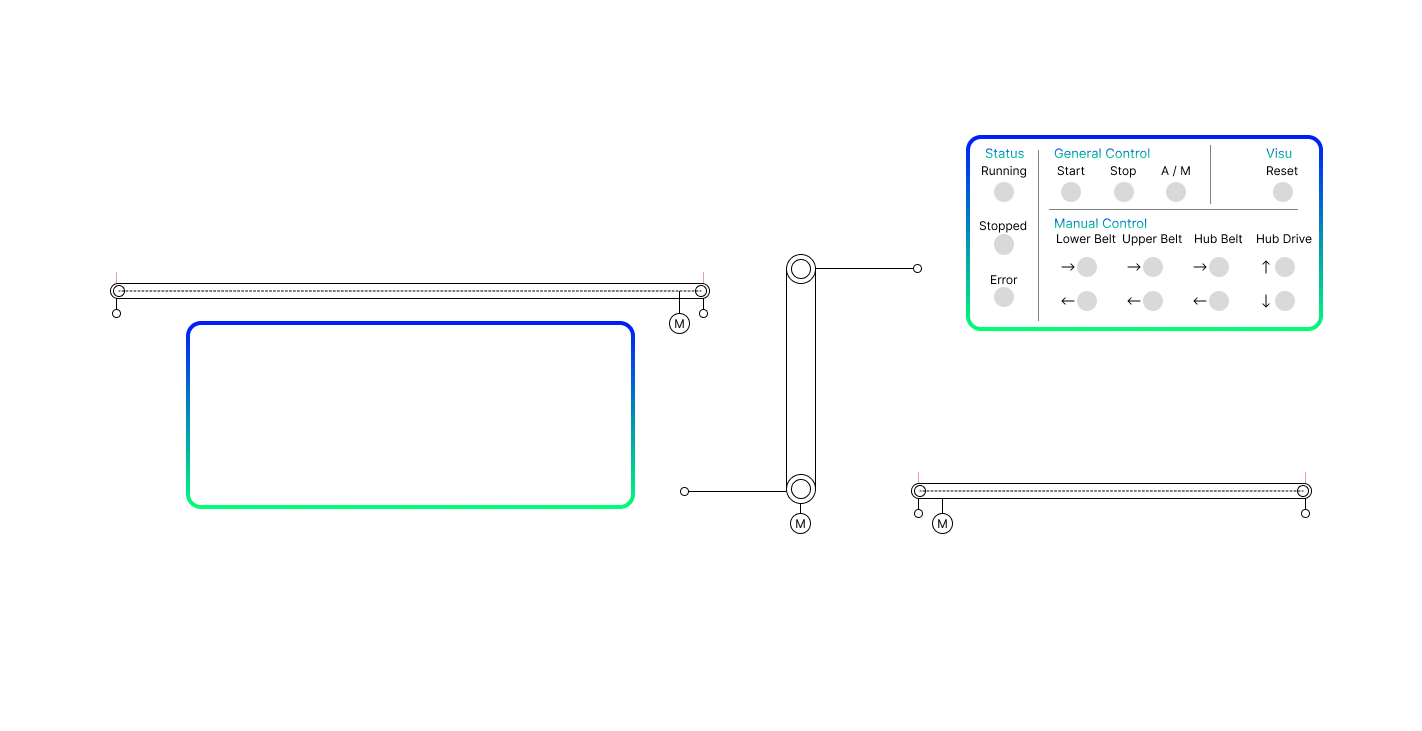 Status General Control Visu
Running Start Stop A / M Reset
Stopped
Manual Control
Lower Belt Upper Belt Hub Belt Hub Drive
→ → → ↑
Error
← ← ← ↓
M
M
M